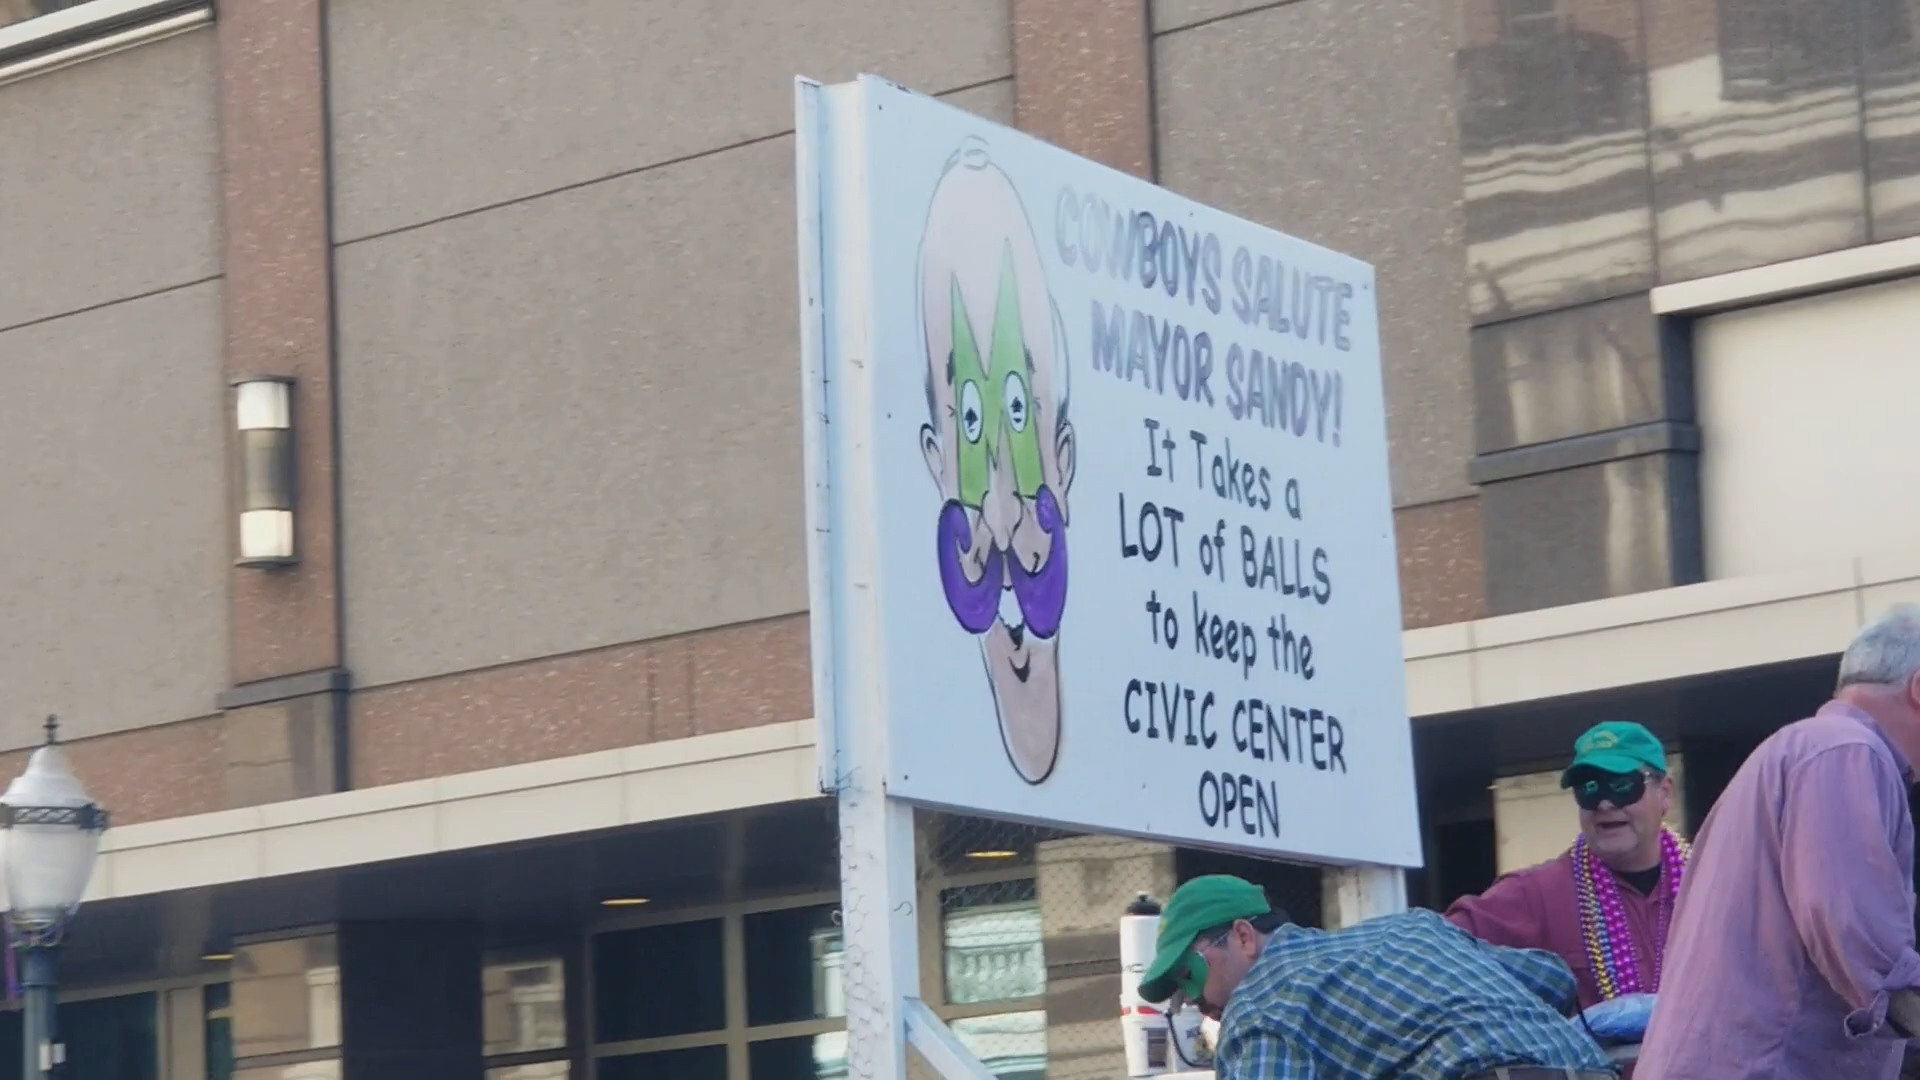 COWBOYS SALUTE
MAYOR SANDY!
It Takes a
LOT of BALLS
to keep the
CIVIC CENTER
OPEN